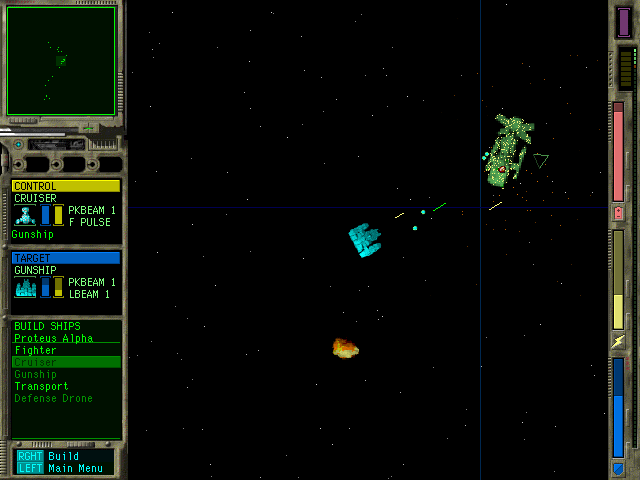 CONTROL
CRUISER
PKBEAM 1
F PULSE
Gunship
TARGET
GUNSHIP
PKBEAM 1
LBEAM 1
BUILD SHIPS
Proteus Alpha
Fighter
Cruiser
Gunship
Transport
Defense Drone
RGHT Build
LEFT Main Menu